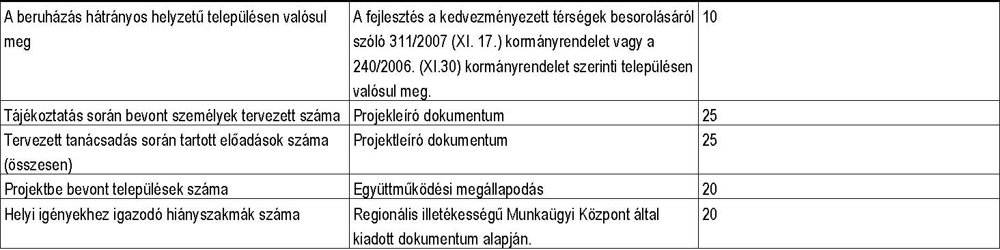 A beruházás hátrányos helyzetű településen valósul
meg
A fejlesztés a kedvezményezett térségek besorolásáról
szóló 311/2007 (XI. 17.) kormányrendelet vagy a
240/2006. (XI.30) kormányrendelet szerinti településen
valósul meg.
10
Tájékoztatás során bevont személyek tervezett száma
Projekleíró dokumentum
25
Tervezett tanácsadás során tartott előadások száma
(összesen)
Projektleíró dokumentum
25
Projektbe bevont települések száma
Együttműködési megállapodás
20
Helyi igényekhez igazodó hiányszakmák száma
Regionális illetékességű Munkaügyi Központ által
kiadott dokumentum alapján.
20